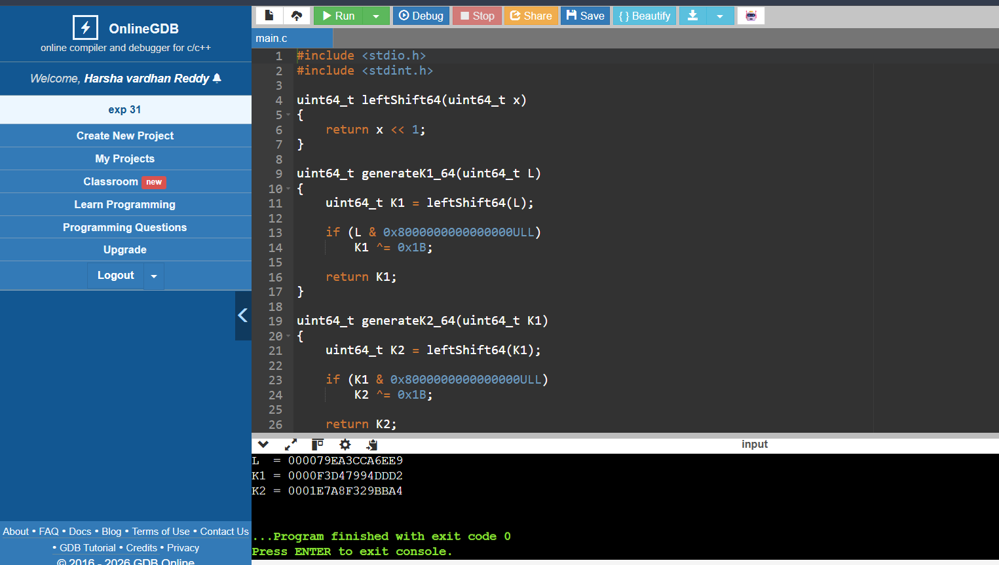 OnlineGDB
online compiler and debugger for c/c++
Welcome, Harsha vardhan Reddy
exp 31
Create New Project
My Projects
Classroom new
Learn Programming
Programming Questions
Upgrade
Logout
About • FAQ • Docs • Blog • Terms of Use • Contact Us
• GDB Tutorial • Credits • Privacy
© 2016 - 2026 GDB Online
Run Debug Stop Share Save { } Beautify
main.c
1 #include <stdio.h>
2 #include <stdint.h>
3
4 uint64_t leftShift64(uint64_t x)
5 {
6     return x << 1;
7 }
8
9 uint64_t generateK1_64(uint64_t L)
10 {
11     uint64_t K1 = leftShift64(L);
12
13     if (L & 0x8000000000000000ULL)
14         K1 ^= 0x1B;
15
16     return K1;
17 }
18
19 uint64_t generateK2_64(uint64_t K1)
20 {
21     uint64_t K2 = leftShift64(K1);
22
23     if (K1 & 0x8000000000000000ULL)
24         K2 ^= 0x1B;
25
26     return K2;
input
L  = 000079EA3CCA6EE9
K1 = 0000F3D47994DDD2
K2 = 0001E7A8F329BBA4
...Program finished with exit code 0
Press ENTER to exit console.